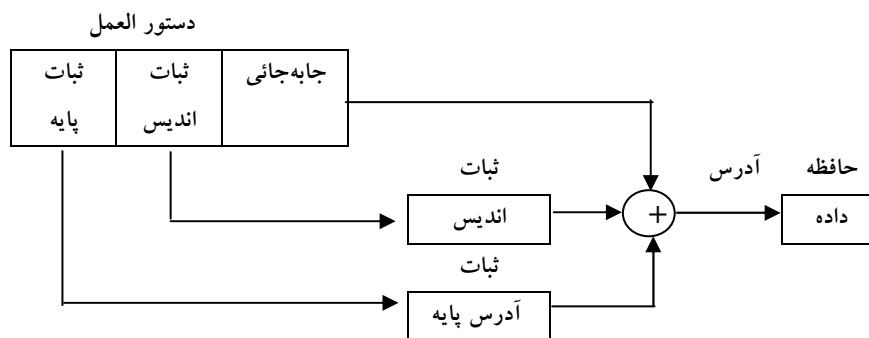 دستور العمل
جابه‌جائی
ثبات
اندیس
ثبات
پایه
ثبات
اندیس
+
آدرس
حافظه
داده
ثبات
آدرس پایه